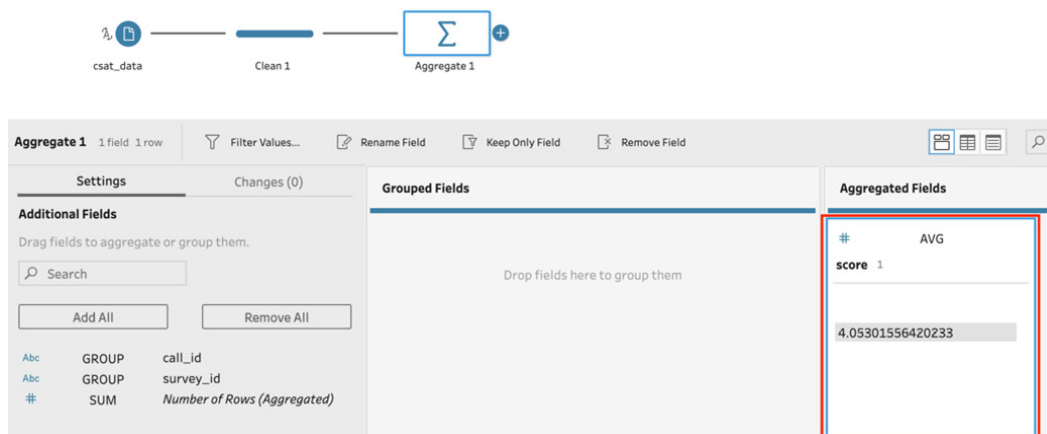 csat_data
Clean 1
Aggregate 1
Aggregate 1 1 field 1 row Filter Values... Rename Field Keep Only Field Remove Field
Settings Changes (0)
Additional Fields
Drag fields to aggregate or group them.
Search
Add All Remove All
Abc GROUP call_id
Abc GROUP survey_id
# SUM Number of Rows (Aggregated)
Grouped Fields
Drop fields here to group them
Aggregated Fields
# AVG
score 1
4.05301556420233